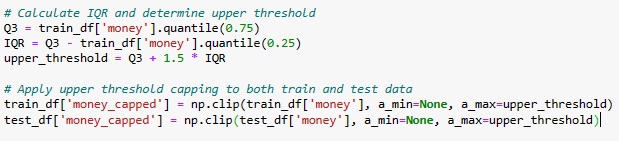 # Calculate IQR and determine upper threshold
Q3 = train_df['money'].quantile(0.75)
IQR = Q3 - train_df['money'].quantile(0.25)
upper_threshold = Q3 + 1.5 * IQR
# Apply upper threshold capping to both train and test data
train_df['money_capped'] = np.clip(train_df['money'], a_min=None, a_max=upper_threshold)
test_df['money_capped'] = np.clip(test_df['money'], a_min=None, a_max=upper_threshold)